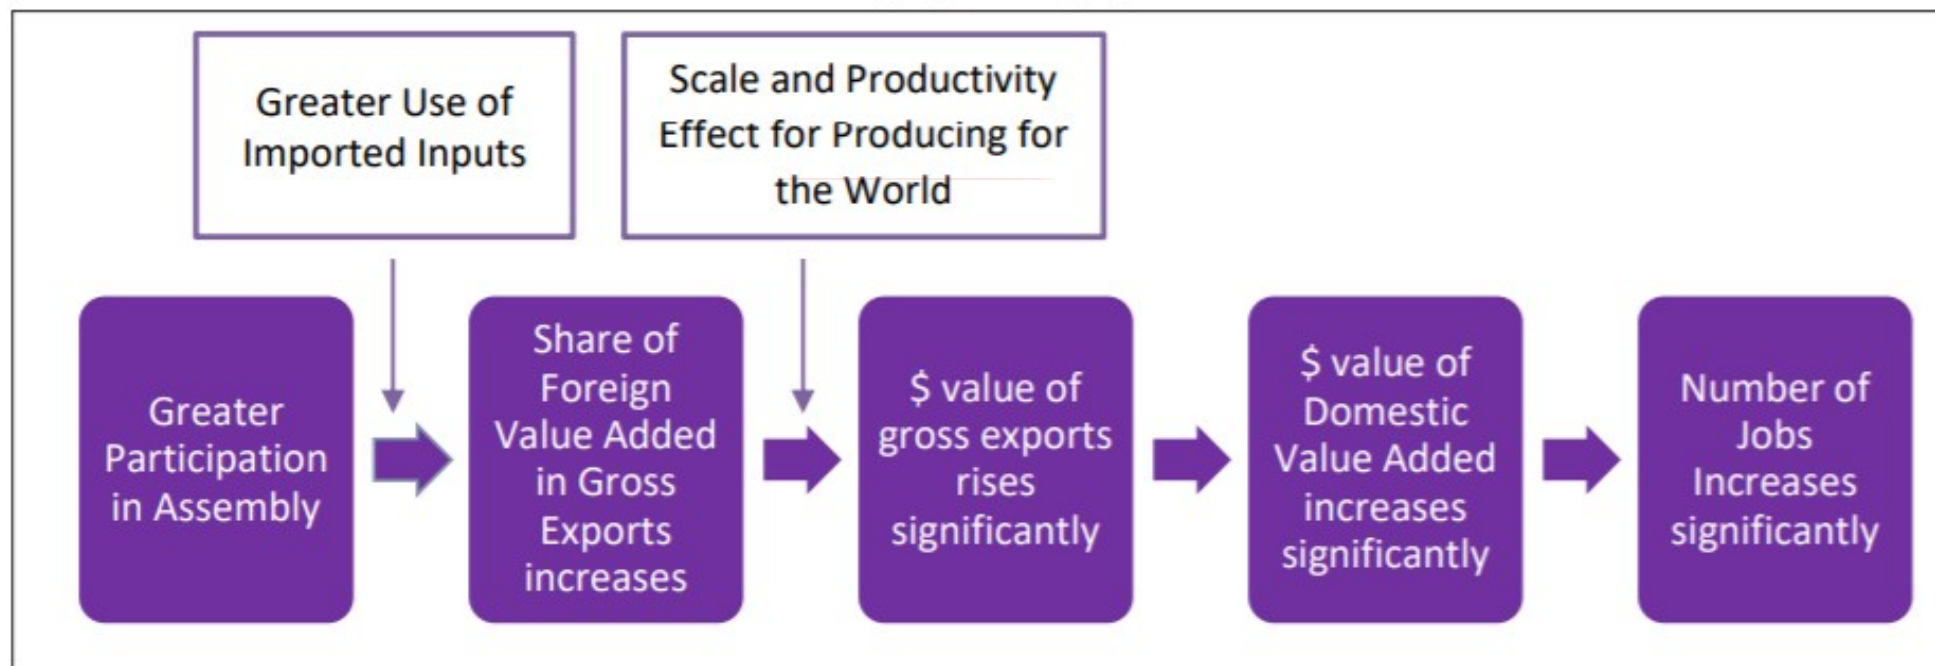 Greater Use of
Imported Inputs
Scale and Productivity
Effect for Producing for
the World
Greater
Participation
in Assembly
Share of
Foreign
Value Added
in Gross
Exports
increases
$ value of
gross exports
rises
significantly
$ value of
Domestic
Value Added
increases
significantly
Number of
Jobs
Increases
significantly